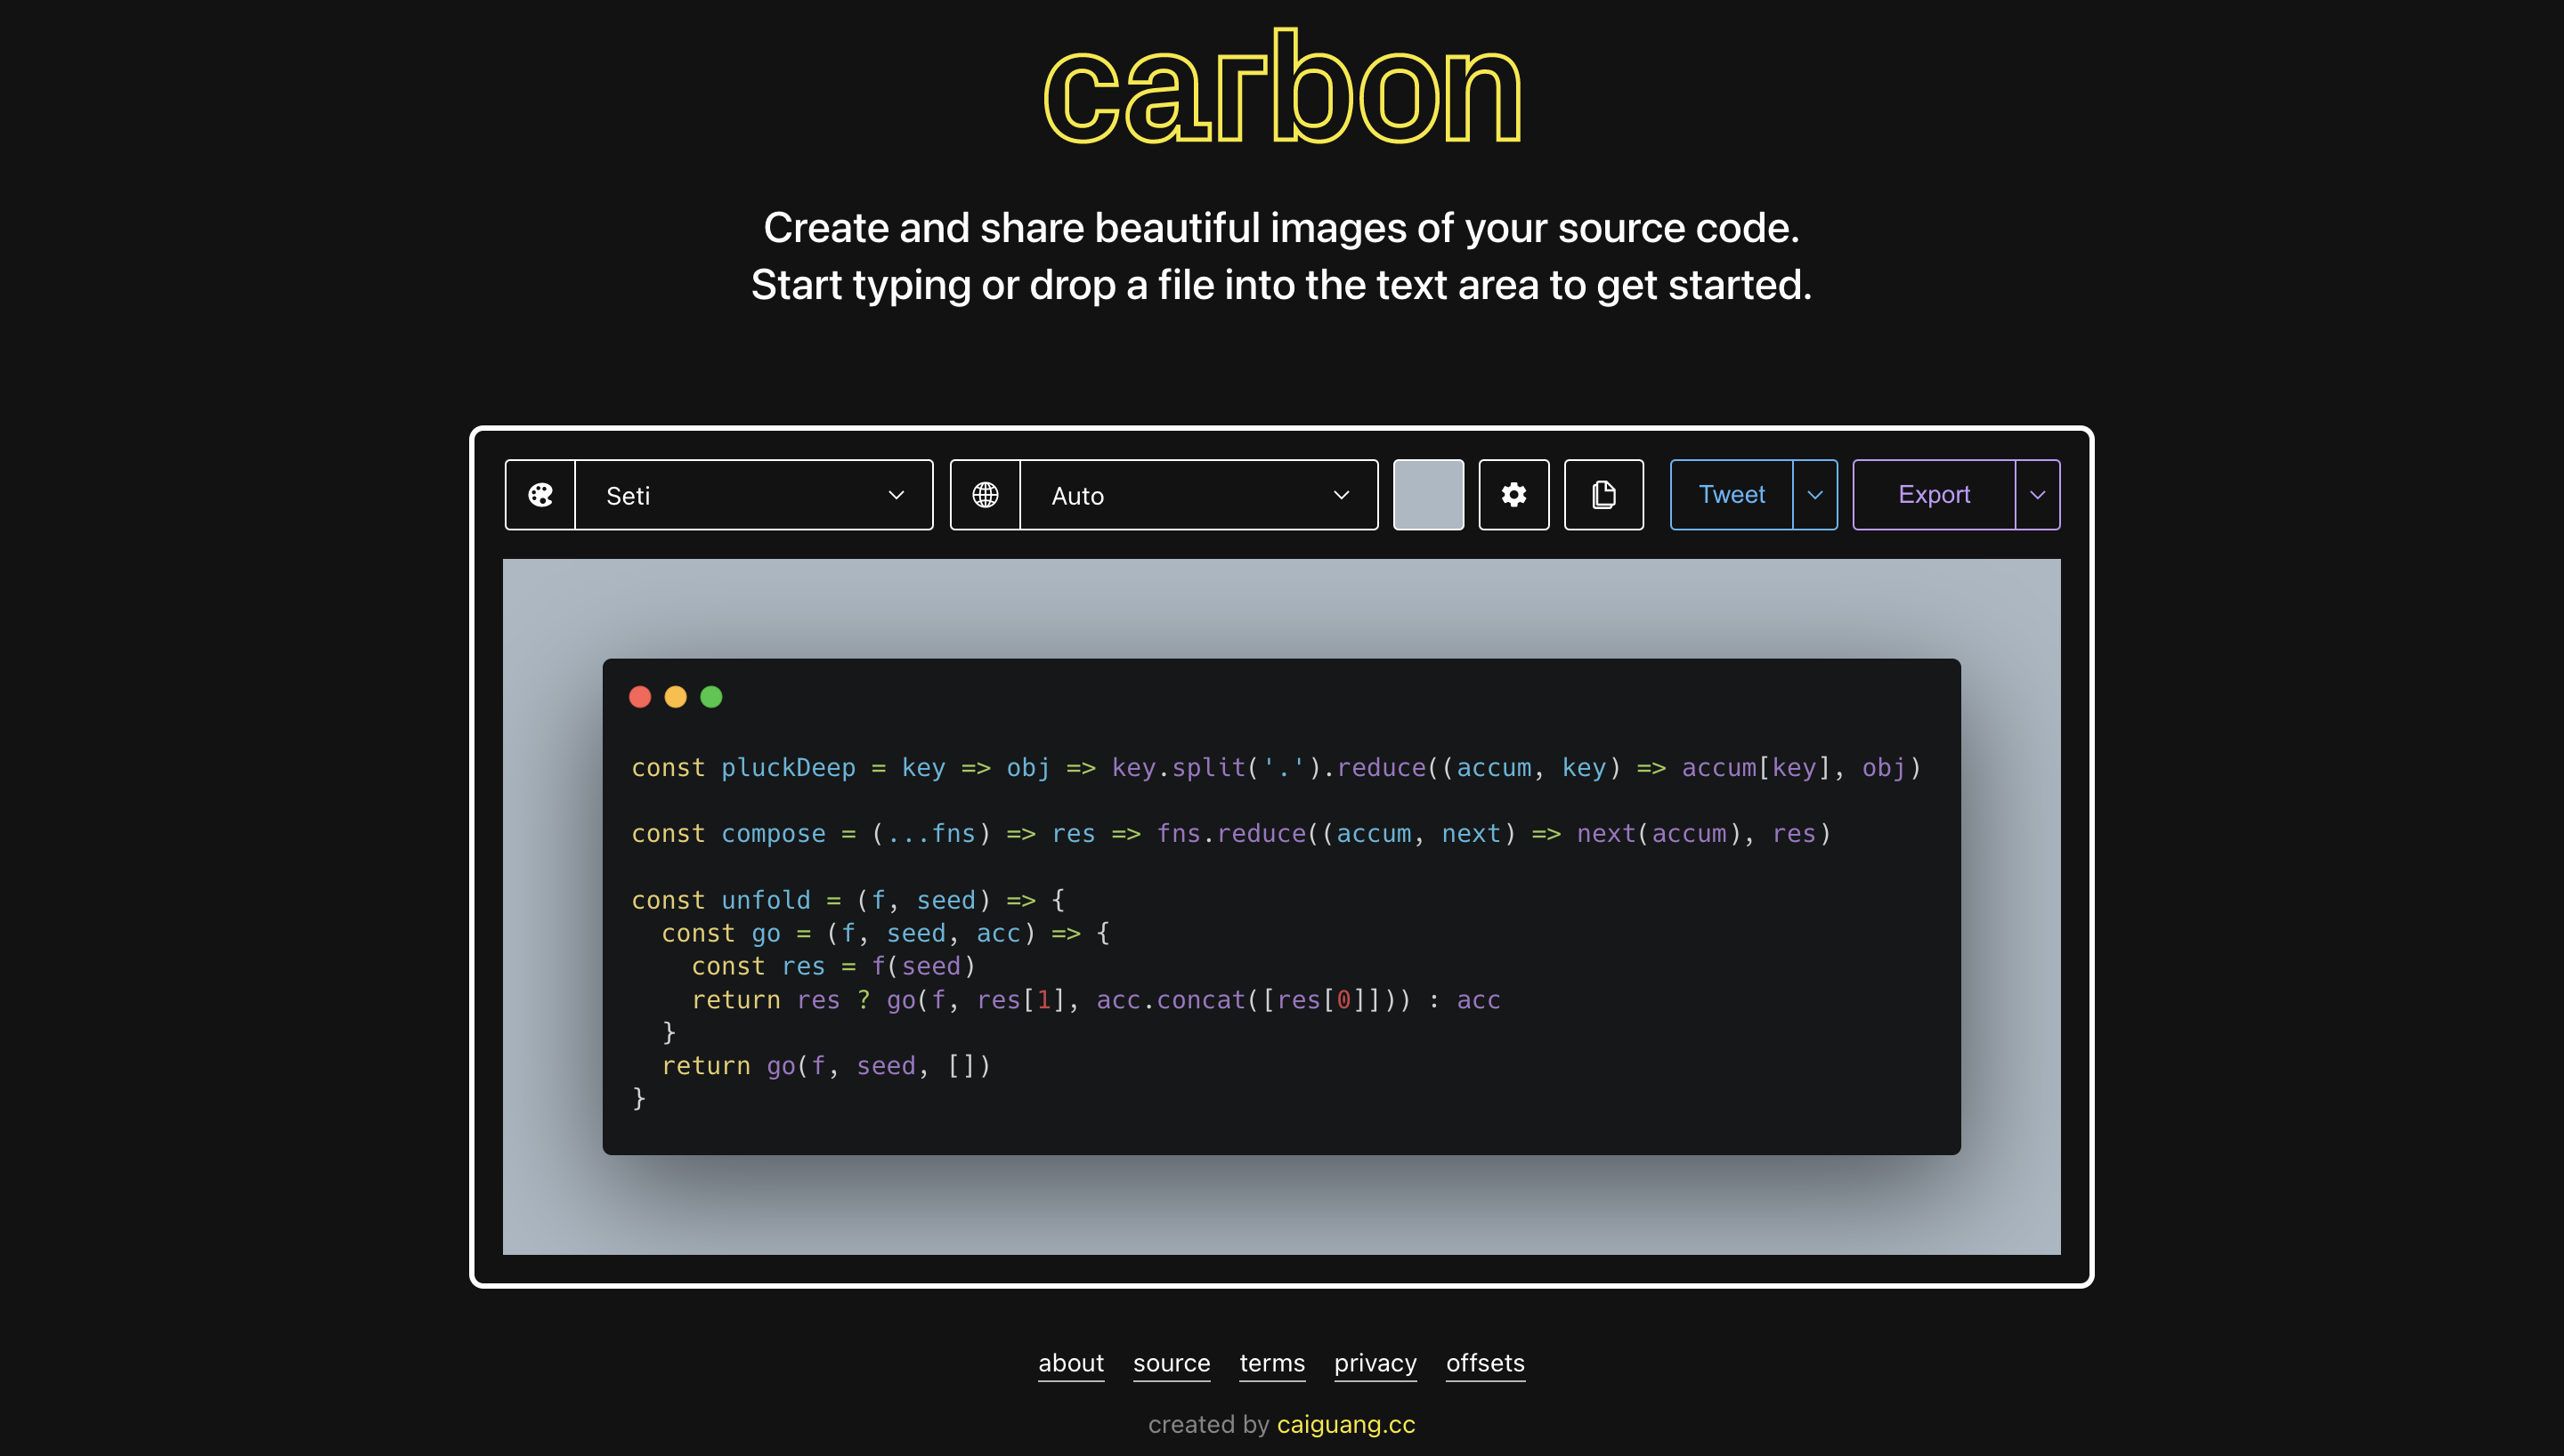 carbon
Create and share beautiful images of your source code.
Start typing or drop a file into the text area to get started.
Seti
Auto
Tweet
Export
const pluckDeep = key => obj => key.split('.').reduce((accum, key) => accum[key], obj)
const compose = (...fns) => res => fns.reduce((accum, next) => next(accum), res)
const unfold = (f, seed) => {
  const go = (f, seed, acc) => {
    const res = f(seed)
    return res ? go(f, res[1], acc.concat([res[0]])) : acc
  }
  return go(f, seed, [])
}
about source terms privacy offsets
created by caiguang.cc